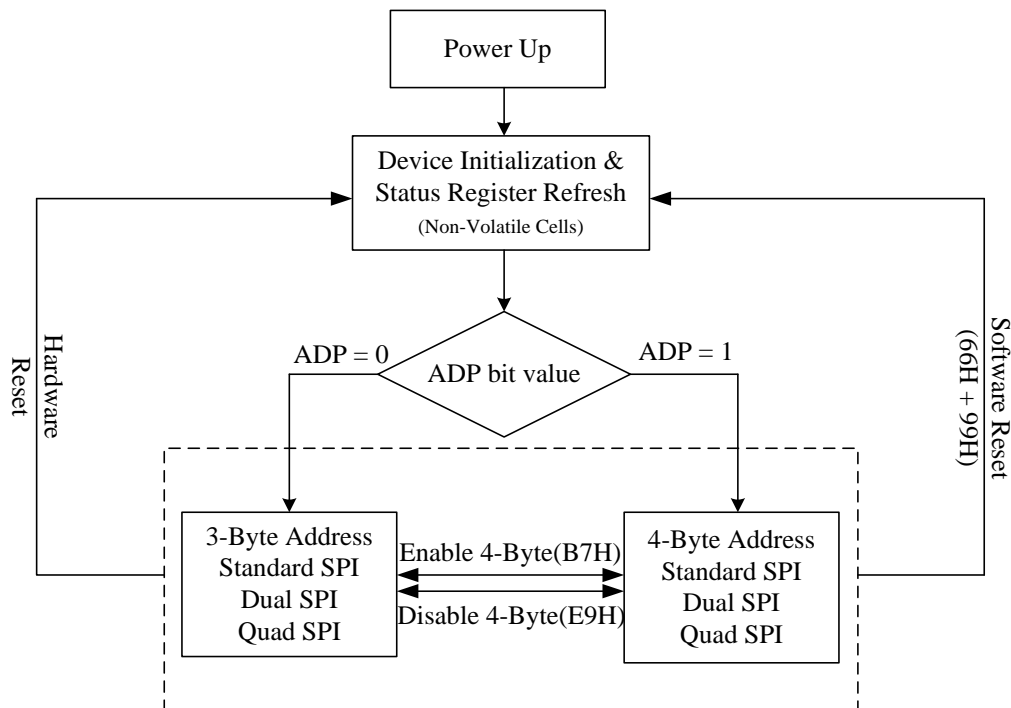 Power Up
Device Initialization &
Status Register Refresh
(Non-Volatile Cells)
ADP = 0
ADP = 1
ADP bit value
Hardware
Reset
Software Reset
(66H + 99H)
3-Byte Address
Standard SPI
Dual SPI
Quad SPI
Enable 4-Byte(B7H)
Disable 4-Byte(E9H)
4-Byte Address
Standard SPI
Dual SPI
Quad SPI